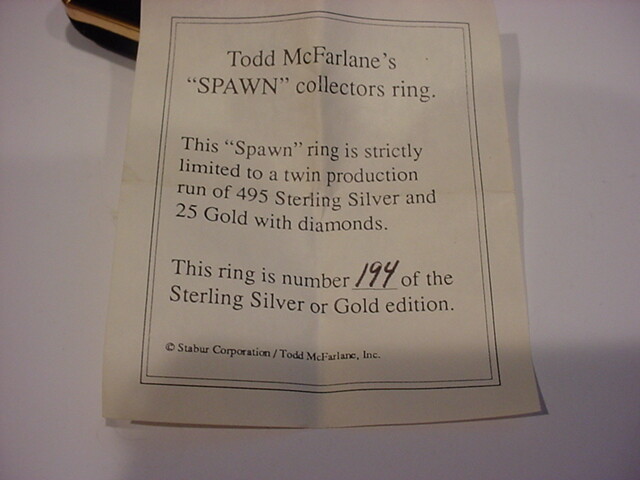 Todd McFarlane's
"SPAWN" collectors ring.
This "Spawn" ring is strictly
limited to a twin production
run of 495 Sterling Silver and
25 Gold with diamonds.
This ring is number 194 of the
Sterling Silver or Gold edition.
© Stabur Corporation / Todd McFarlane, Inc.